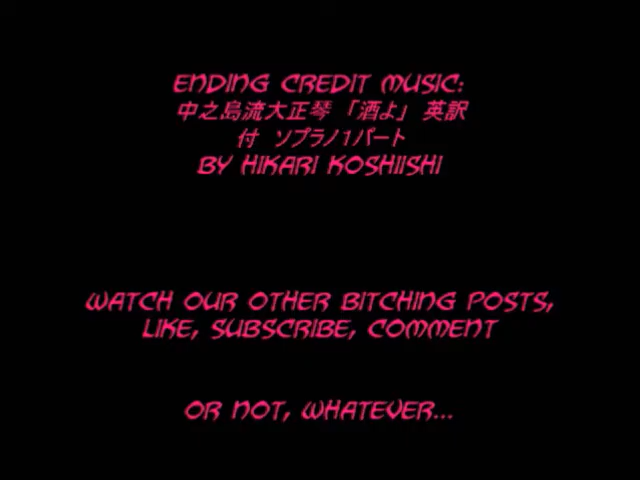 ENDING CREDIT MUSIC:
中之島流大正琴 「酒よ」 英訳
付 ソプラノ1パート
BY HIKARI KOSHIISHI
WATCH OUR OTHER BITCHING POSTS,
LIKE, SUBSCRIBE, COMMENT
OR NOT, WHATEVER...